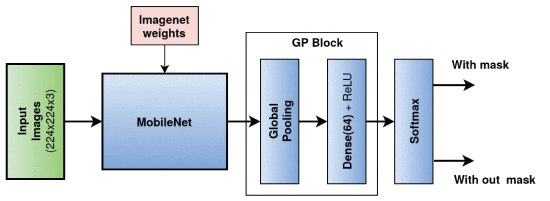 Imagenet
weights
GP Block
Input
Images
(224x224x3)
MobileNet
Global
Pooling
Dense(64) + ReLU
Softmax
With mask
With out  mask